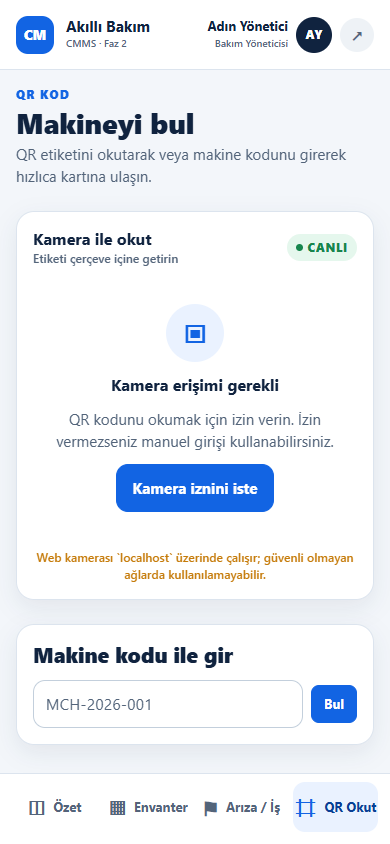 CM
Akıllı Bakım
CMMS · Faz 2
Adın Yönetici
Bakım Yöneticisi
AY
↗
QR KOD
Makineyi bul
QR etiketini okutarak veya makine kodunu girerek
hızlıca kartına ulaşın.
Kamera ile okut
Etiketi çerçeve içine getirin
CANLI
Kamera erişimi gerekli
QR kodunu okumak için izin verin. İzin
vermezseniz manuel girişi kullanabilirsiniz.
Kamera iznini iste
Web kamerası `localhost` üzerinde çalışır; güvenli olmayan
ağlarda kullanılamayabilir.
Makine kodu ile gir
MCH-2026-001
Bul
Özet
Envanter
Arıza / İş
QR Okut